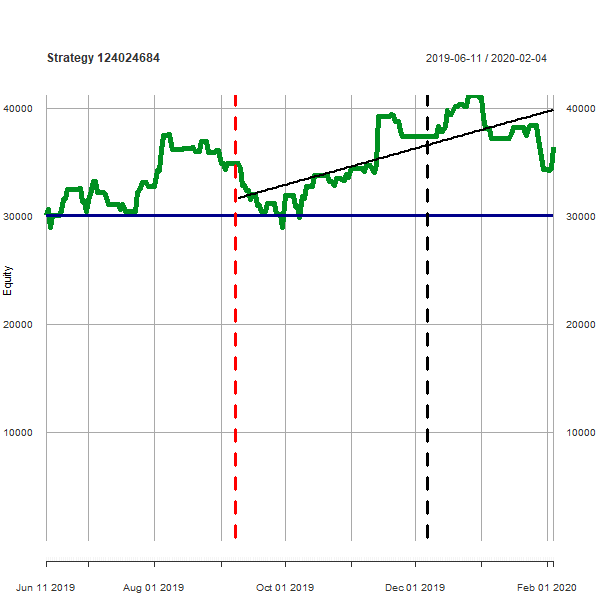 Strategy 124024684
2019-06-11 / 2020-02-04
40000
40000
30000
30000
Equity
20000
20000
10000
10000
Jun 11 2019
Aug 01 2019
Oct 01 2019
Dec 01 2019
Feb 01 2020